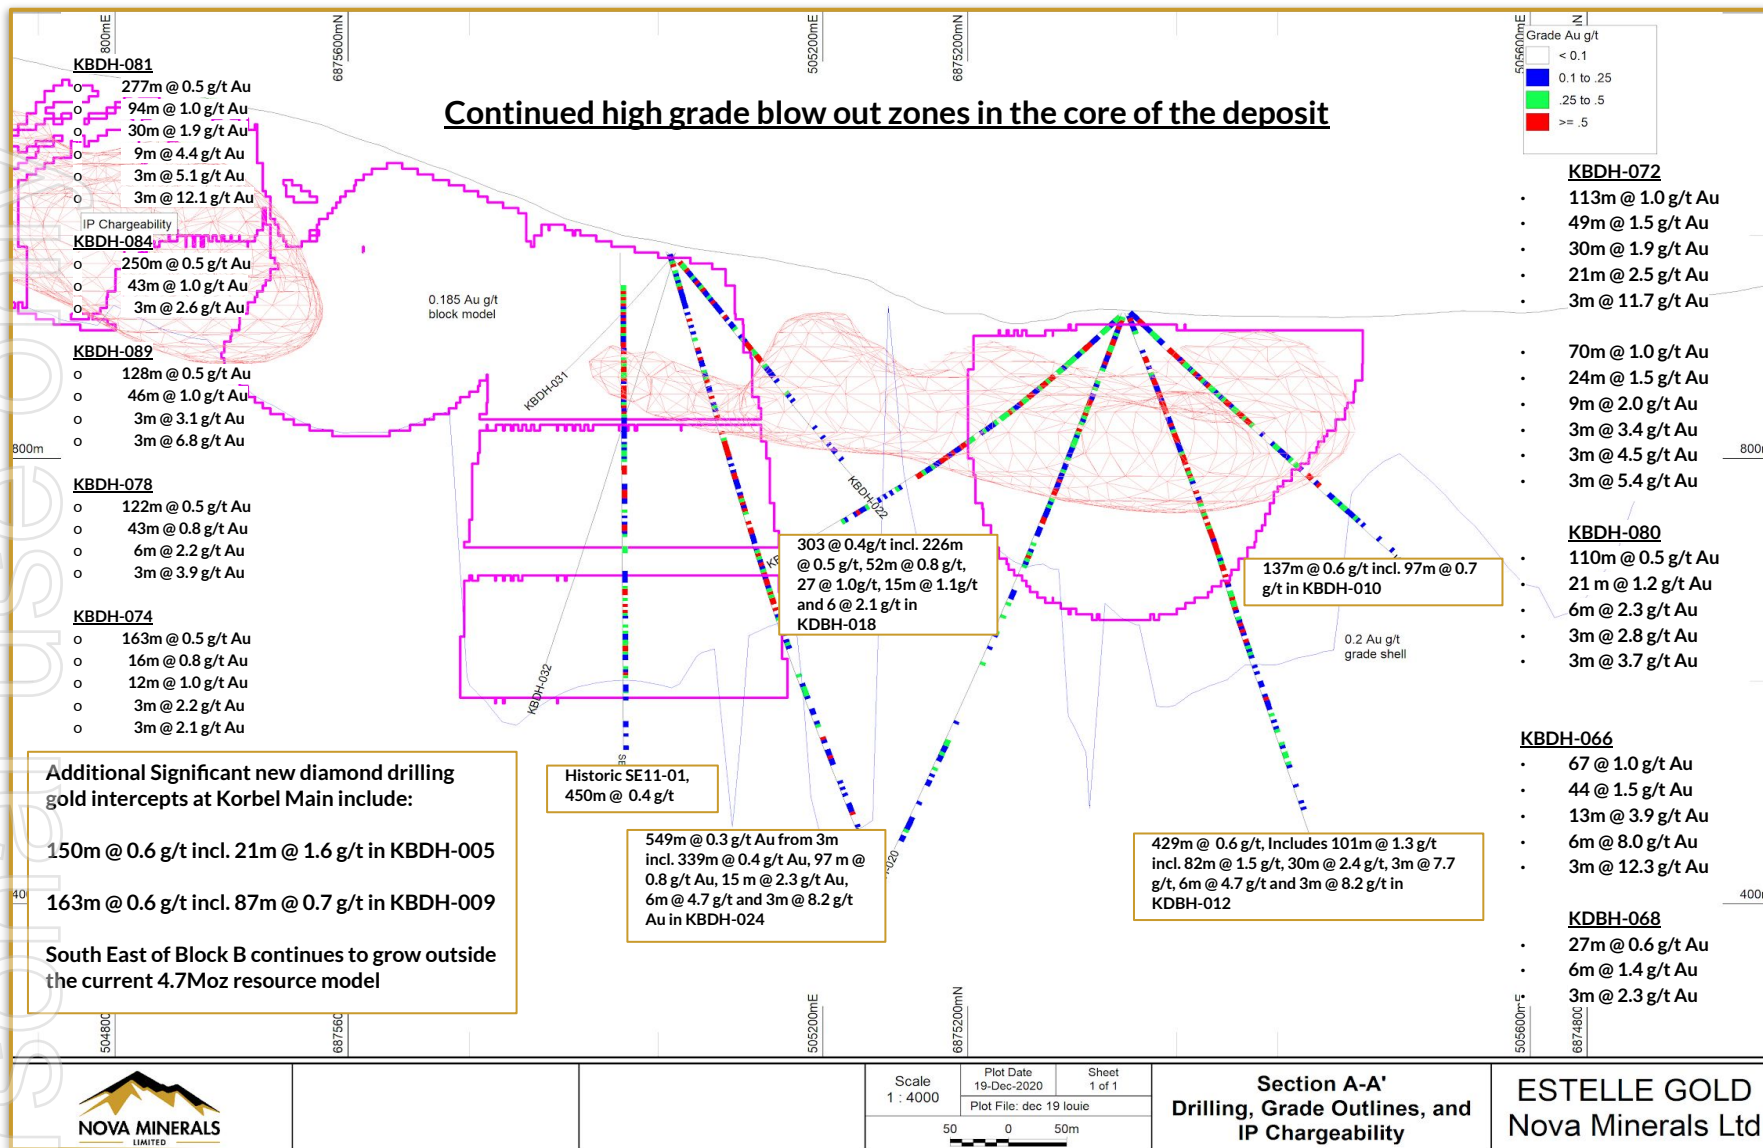 Continued high grade blow out zones in the core of the deposit
800mE
6875600mN
505200mE
6875200mN
505600mE
Grade Au g/t
< 0.1
0.1 to .25
.25 to .5
>= .5
KBDH-081
o 277m @ 0.5 g/t Au
o 94m @ 1.0 g/t Au
o 30m @ 1.9 g/t Au
o 9m @ 4.4 g/t Au
o 3m @ 5.1 g/t Au
o 3m @ 12.1 g/t Au
IP Chargeability
KBDH-084
o 250m @ 0.5 g/t Au
o 43m @ 1.0 g/t Au
o 3m @ 2.6 g/t Au
KBDH-089
o 128m @ 0.5 g/t Au
o 46m @ 1.0 g/t Au
o 3m @ 3.1 g/t Au
o 3m @ 6.8 g/t Au
800m
KBDH-078
o 122m @ 0.5 g/t Au
o 43m @ 0.8 g/t Au
o 6m @ 2.2 g/t Au
o 3m @ 3.9 g/t Au
KBDH-074
o 163m @ 0.5 g/t Au
o 16m @ 0.8 g/t Au
o 12m @ 1.0 g/t Au
o 3m @ 2.2 g/t Au
o 3m @ 2.1 g/t Au
0.185 Au g/t
block model
KBDH-031
KBDH-032
KBDH-022
303 @ 0.4g/t incl. 226m
@ 0.5 g/t, 52m @ 0.8 g/t,
27 @ 1.0g/t, 15m @ 1.1g/t
and 6 @ 2.1 g/t in
KDBH-018
137m @ 0.6 g/t incl. 97m @ 0.7
g/t in KBDH-010
0.2 Au g/t
grade shell
KBDH-072
• 113m @ 1.0 g/t Au
• 49m @ 1.5 g/t Au
• 30m @ 1.9 g/t Au
• 21m @ 2.5 g/t Au
• 3m @ 11.7 g/t Au
• 70m @ 1.0 g/t Au
• 24m @ 1.5 g/t Au
• 9m @ 2.0 g/t Au
• 3m @ 3.4 g/t Au
• 3m @ 4.5 g/t Au
• 3m @ 5.4 g/t Au
800m
KBDH-080
• 110m @ 0.5 g/t Au
• 21 m @ 1.2 g/t Au
• 6m @ 2.3 g/t Au
• 3m @ 2.8 g/t Au
• 3m @ 3.7 g/t Au
KBDH-066
• 67 @ 1.0 g/t Au
• 44 @ 1.5 g/t Au
• 13m @ 3.9 g/t Au
• 6m @ 8.0 g/t Au
• 3m @ 12.3 g/t Au
400m
KDBH-068
• 27m @ 0.6 g/t Au
• 6m @ 1.4 g/t Au
• 3m @ 2.3 g/t Au
Additional Significant new diamond drilling
gold intercepts at Korbel Main include:
150m @ 0.6 g/t incl. 21m @ 1.6 g/t in KBDH-005
163m @ 0.6 g/t incl. 87m @ 0.7 g/t in KBDH-009
South East of Block B continues to grow outside
the current 4.7Moz resource model
Historic SE11-01,
450m @ 0.4 g/t
549m @ 0.3 g/t Au from 3m
incl. 339m @ 0.4 g/t Au, 97 m @
0.8 g/t Au, 15 m @ 2.3 g/t Au,
6m @ 4.7 g/t and 3m @ 8.2 g/t
Au in KBDH-024
429m @ 0.6 g/t, Includes 101m @ 1.3 g/t
incl. 82m @ 1.5 g/t, 30m @ 2.4 g/t, 3m @ 7.7
g/t, 6m @ 4.7 g/t and 3m @ 8.2 g/t in
KDBH-012
504800
687560
505200mE
6875200mN
505600mE
6874800
NOVA MINERALS
LIMITED
Scale
1 : 4000
Plot Date
19-Dec-2020
Sheet
1 of 1
Plot File: dec 19 louie
50 0 50m
Section A-A'
Drilling, Grade Outlines, and
IP Chargeability
ESTELLE GOLD
Nova Minerals Ltd